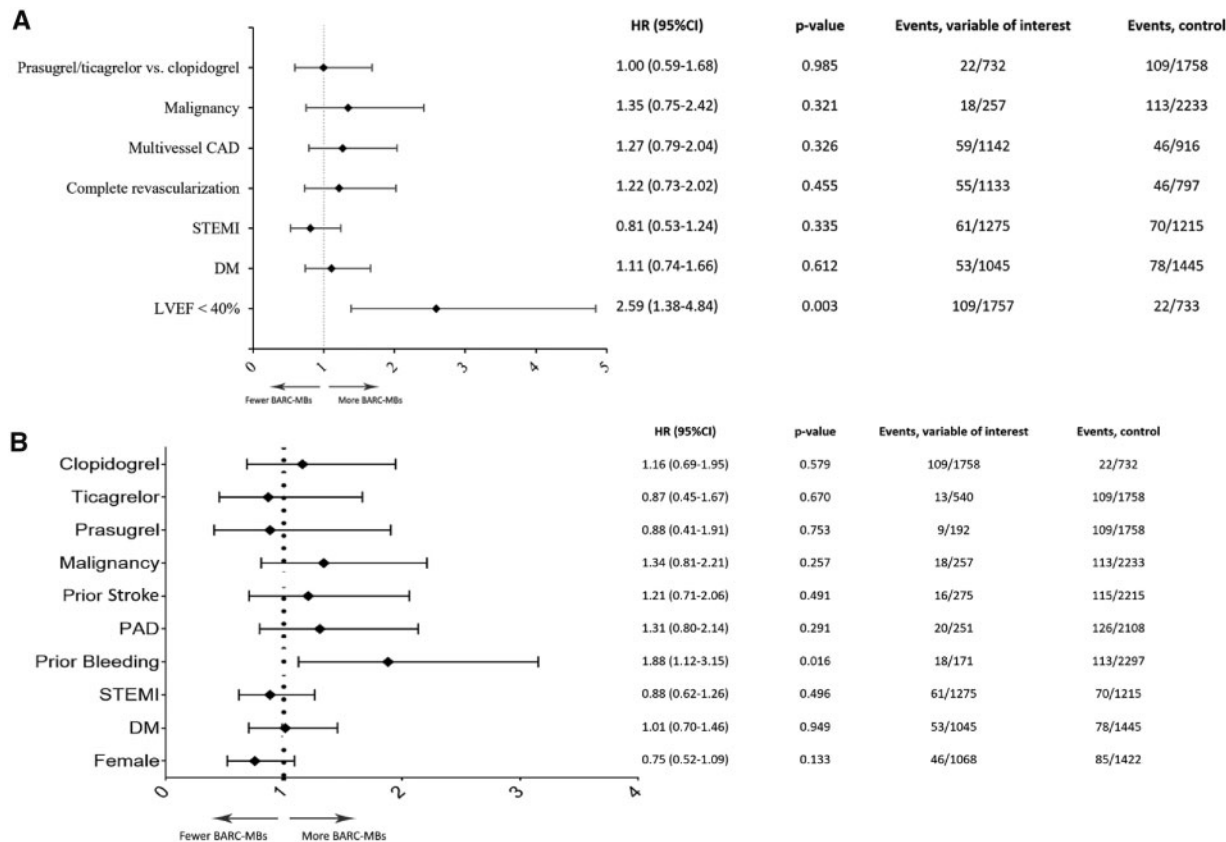 A
HR (95%CI) p-value Events, variable of interest Events, control
Prasugrel/ticagrelor vs. clopidogrel 1.00 (0.59-1.68) 0.985 22/732 109/1758
Malignancy 1.35 (0.75-2.42) 0.321 18/257 113/2233
Multivessel CAD 1.27 (0.79-2.04) 0.326 59/1142 46/916
Complete revascularization 1.22 (0.73-2.02) 0.455 55/1133 46/797
STEMI 0.81 (0.53-1.24) 0.335 61/1275 70/1215
DM 1.11 (0.74-1.66) 0.612 53/1045 78/1445
LVEF < 40% 2.59 (1.38-4.84) 0.003 109/1757 22/733
0 1 2 3 4 5
Fewer BARC-MBs More BARC-MBs
B
HR (95%CI) p-value Events, variable of interest Events, control
Clopidogrel 1.16 (0.69-1.95) 0.579 109/1758 22/732
Ticagrelor 0.87 (0.45-1.67) 0.670 13/540 109/1758
Prasugrel 0.88 (0.41-1.91) 0.753 9/192 109/1758
Malignancy 1.34 (0.81-2.21) 0.257 18/257 113/2233
Prior Stroke 1.21 (0.71-2.06) 0.491 16/275 115/2215
PAD 1.31 (0.80-2.14) 0.291 20/251 126/2108
Prior Bleeding 1.88 (1.12-3.15) 0.016 18/171 113/2297
STEMI 0.88 (0.62-1.26) 0.496 61/1275 70/1215
DM 1.01 (0.70-1.46) 0.949 53/1045 78/1445
Female 0.75 (0.52-1.09) 0.133 46/1068 85/1422
0 1 2 3 4
Fewer BARC-MBs More BARC-MBs